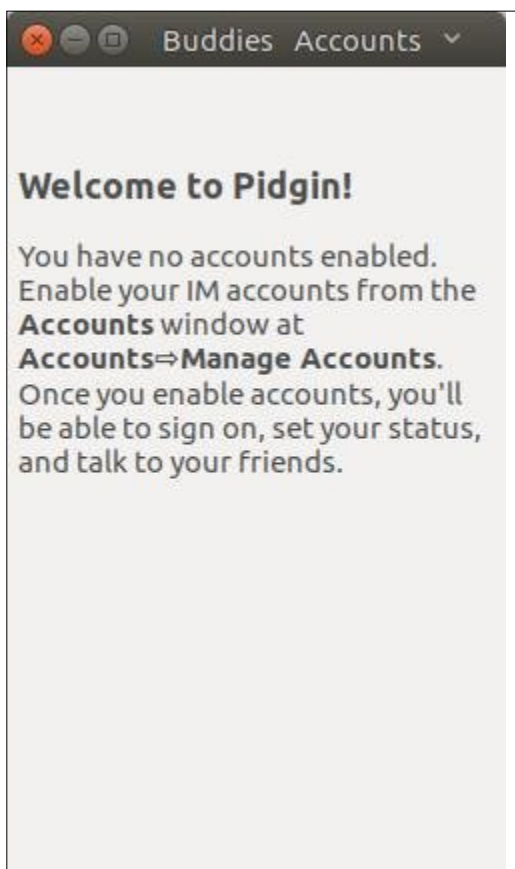 Buddies Accounts
Welcome to Pidgin!
You have no accounts enabled.
Enable your IM accounts from the
Accounts window at
Accounts⇨Manage Accounts.
Once you enable accounts, you'll
be able to sign on, set your status,
and talk to your friends.